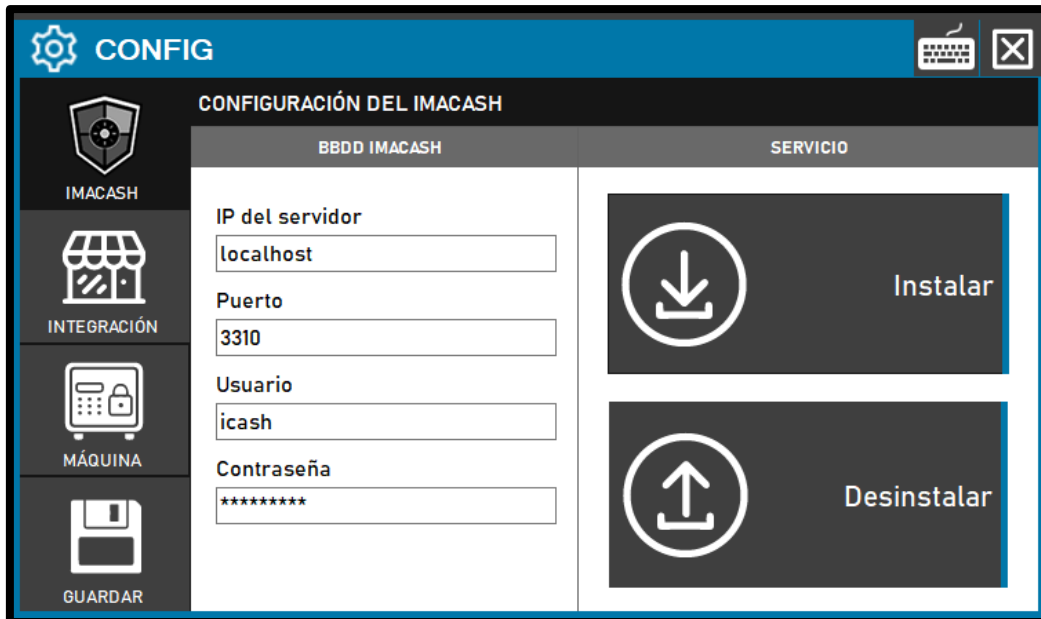 CONFIG
CONFIGURACIÓN DEL IMACASH
BBDD IMACASH
SERVICIO
IMACASH
INTEGRACIÓN
MÁQUINA
GUARDAR
IP del servidor
localhost
Puerto
3310
Usuario
icash
Contraseña
*********
Instalar
Desinstalar